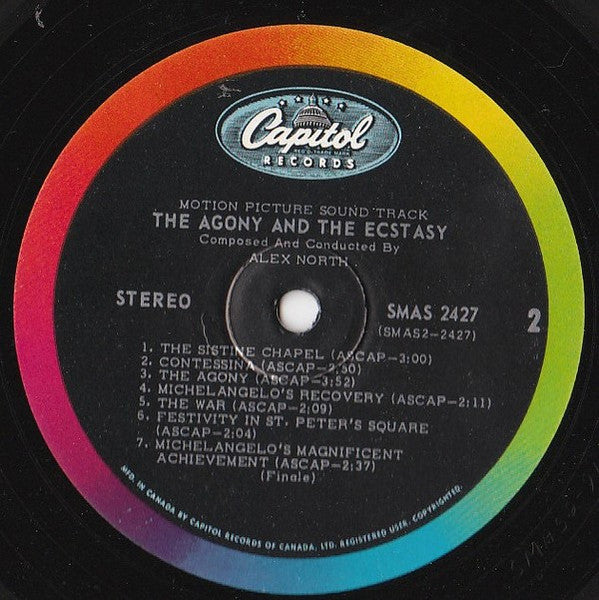 Capitol
REG. U.S. TRADE MARK
RECORDS
MOTION PICTURE SOUND TRACK
THE AGONY AND THE ECSTASY
Composed And Conducted By
ALEX NORTH
STEREO
SMAS 2427
(SMAS2-2427)
2
1. THE SISTINE CHAPEL (ASCAP-3:00)
2. CONTESSINA (ASCAP-2:50)
3. THE AGONY (ASCAP-3:52)
4. MICHELANGELO'S RECOVERY (ASCAP-2:11)
5. THE WAR (ASCAP-2:09)
6. FESTIVITY IN ST. PETER'S SQUARE
(ASCAP-2:04)
7. MICHELANGELO'S MAGNIFICENT
ACHIEVEMENT (ASCAP-2:37)
(Finale)
MFD. IN CANADA BY CAPITOL RECORDS OF CANADA, LTD. REGISTERED USER. COPYRIGHTED.